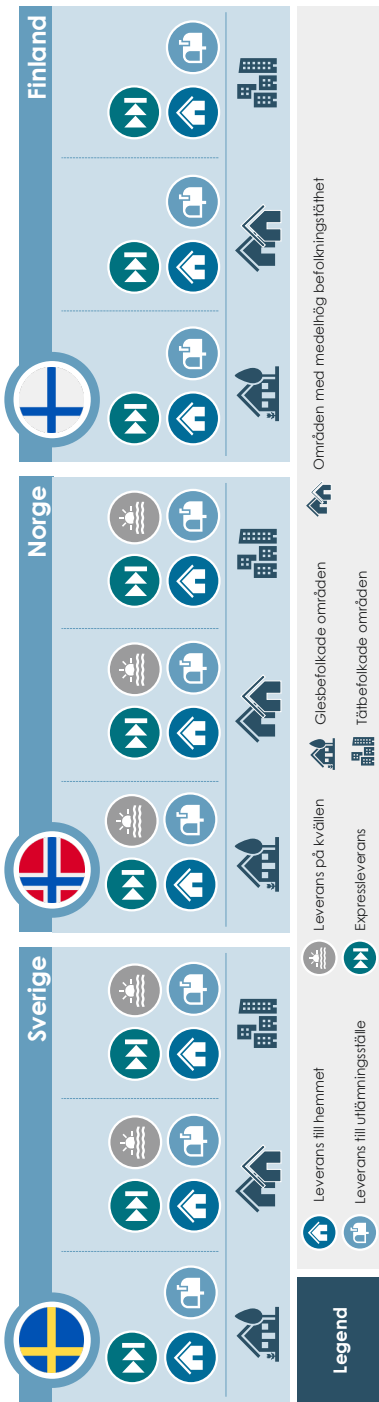 Sverige
Norge
Finland
Legend
Leverans till hemmet
Leverans till utlämningsställe
Leverans på kvällen
Expressleverans
Glesbefolkade områden
Tätbefolkade områden
Områden med medelhög befolkningstäthet